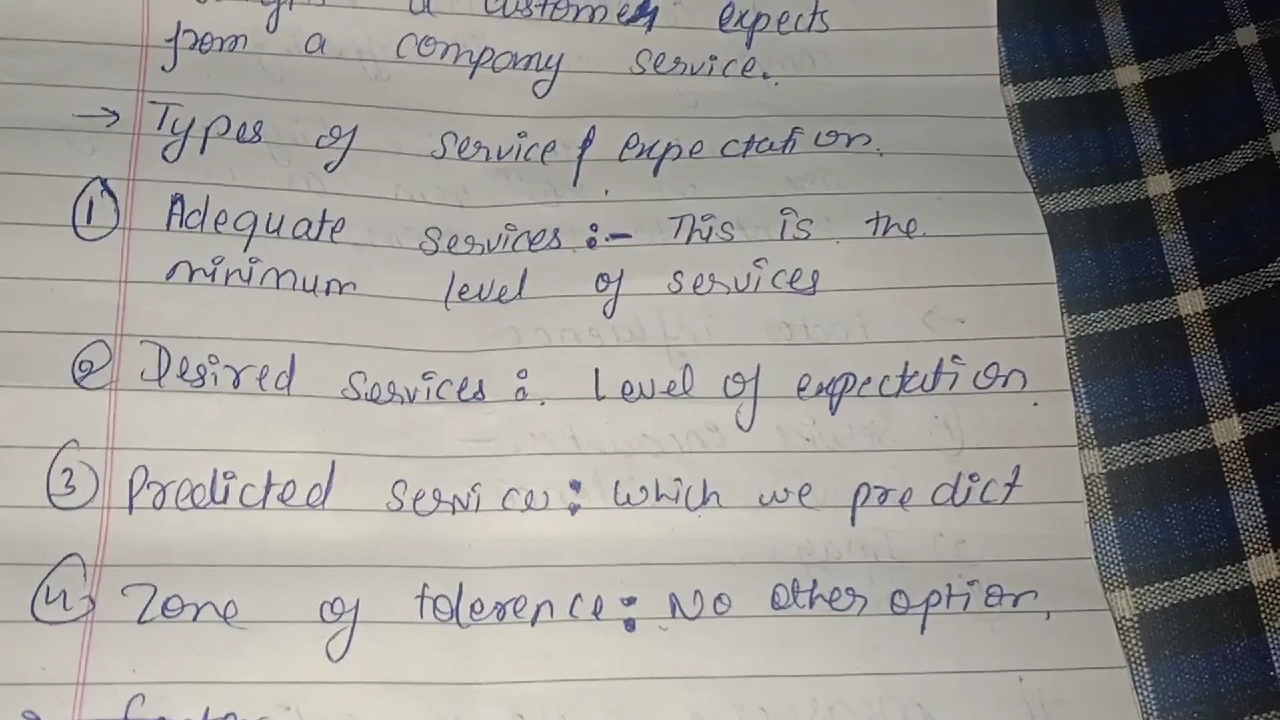 a customer expects
from a company service.
→ Types of service / expectation.
① Adequate services :- This is the
minimum level of services
② Desired services : Level of expectation.
③ Predicted service : which we predict
④ Zone of tolerence : No other option,